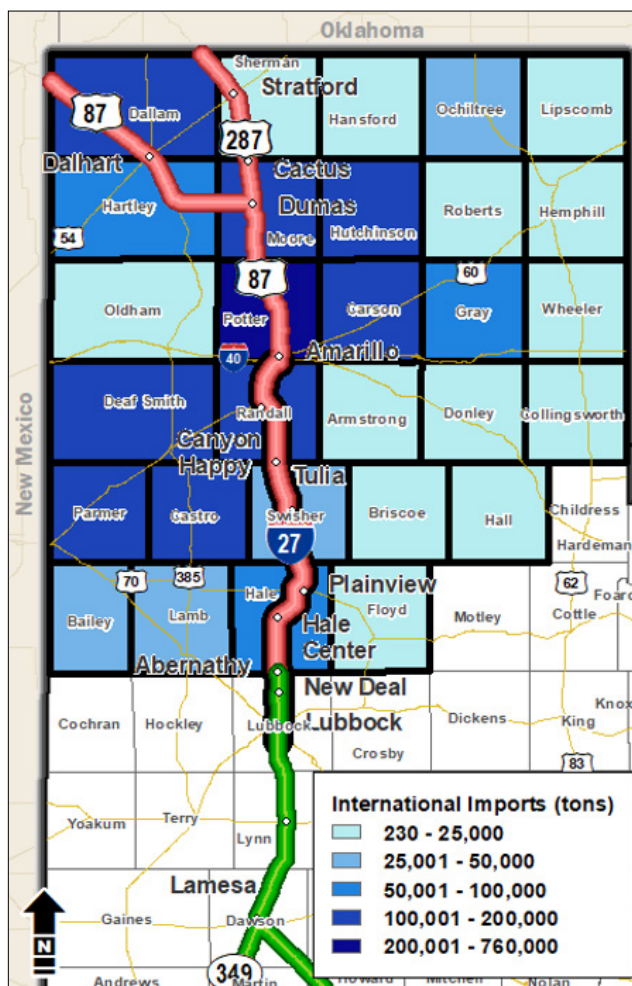 Oklahoma
Sherman
Stratford
Ochiltree
Lipscomb
Hansford
87
Dallam
287
Dalhart
Cactus
Hartley
Dumas
Roberts
Hemphill
54
Moore
Hutchinson
87
60
Oldham
Potter
Carson
Gray
Wheeler
40
Amarillo
Deaf Smith
Randall
Armstrong
Donley
Collingsworth
New Mexico
Canyon
Happy
Tulia
Parmer
Castro
Swisher
Briscoe
Hall
Childress
27
Hardeman
70
385
Plainview
62
Bailey
Lamb
Hale
Floyd
Motley
Cottle
Foard
Hale
Center
Abernathy
New Deal
Cochran
Hockley
Lubbock
Lubbock
Dickens
King
Knox
Crosby
83
International Imports (tons)
230 - 25,000
25,001 - 50,000
50,001 - 100,000
100,001 - 200,000
200,001 - 760,000
Yoakum
Terry
Lynn
Lamesa
Gaines
Dawson
N
349
Andrews
Martin
Howard
Mitchell
Nolan